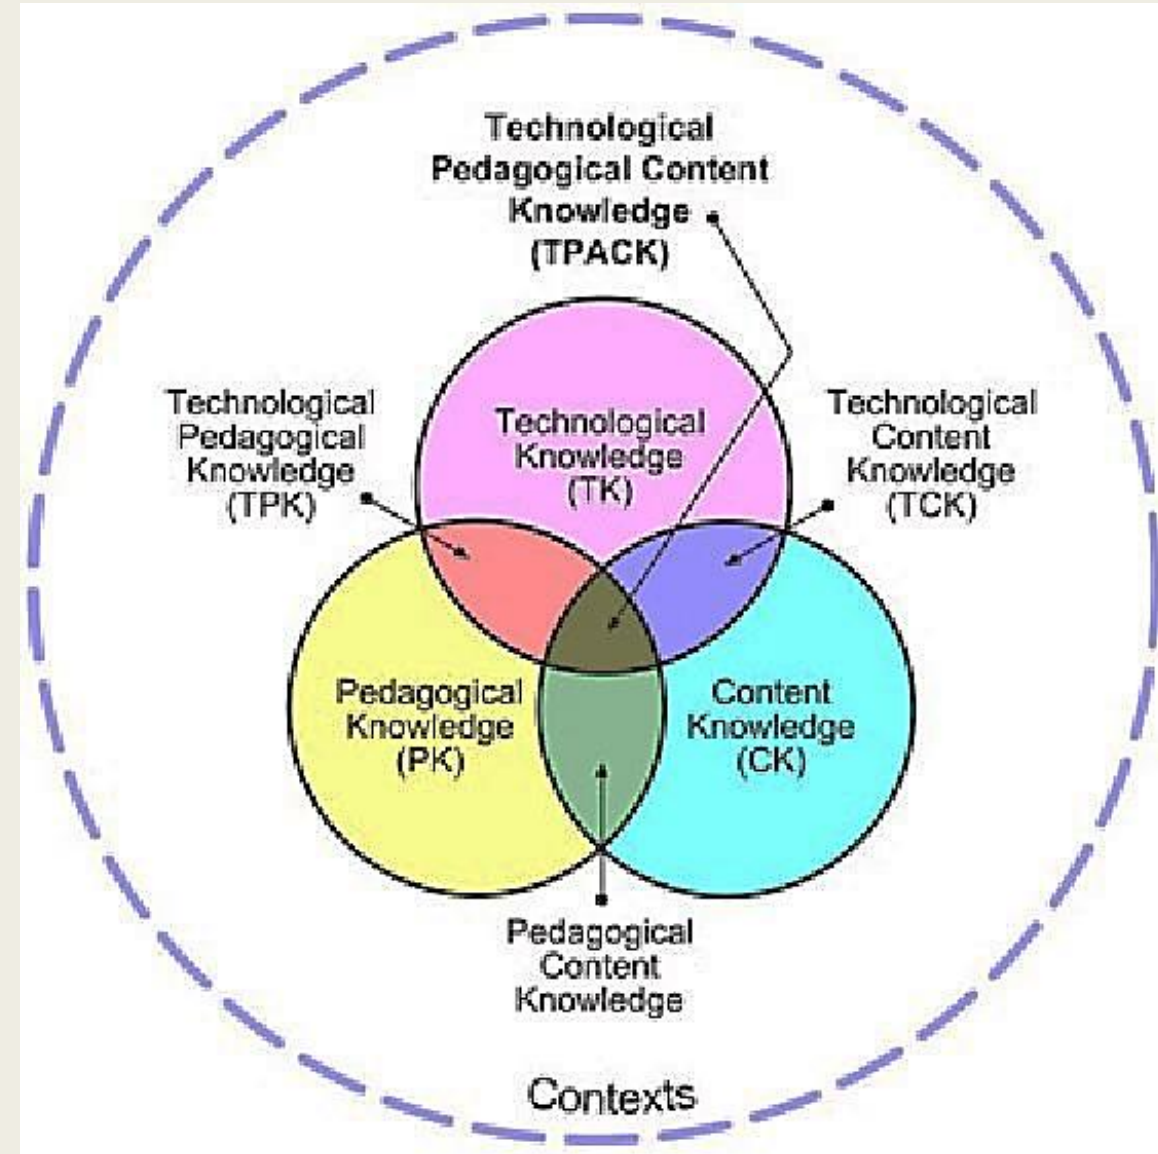 Technological
Pedagogical Content
Knowledge
(TPACK)
Technological
Pedagogical
Knowledge
(TPK)
Technological
Knowledge
(TK)
Technological
Content
Knowledge
(TCK)
Pedagogical
Knowledge
(PK)
Content
Knowledge
(CK)
Pedagogical
Content
Knowledge
Contexts